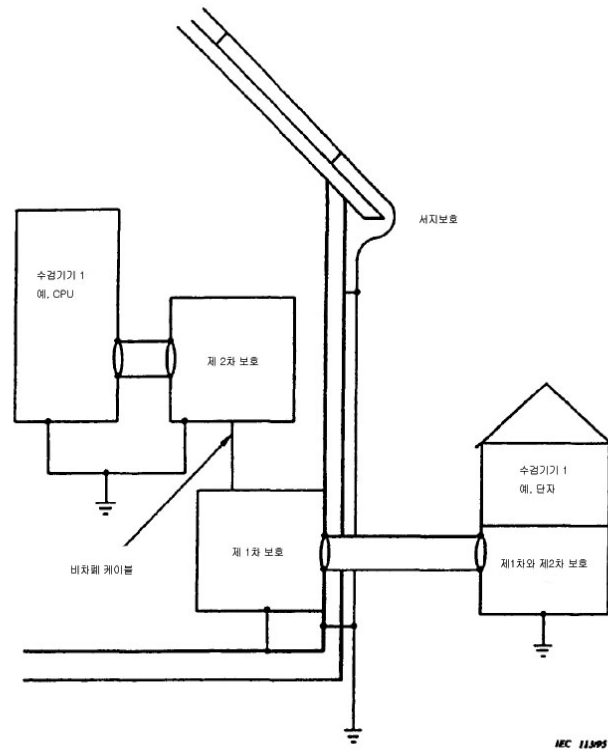 서지보호
수검기기 1
예. CPU
제 2차 보호
수검기기 1
예. 단자
비차폐 케이블
제 1차 보호
제1차와 제2차 보호
IEC 113/95